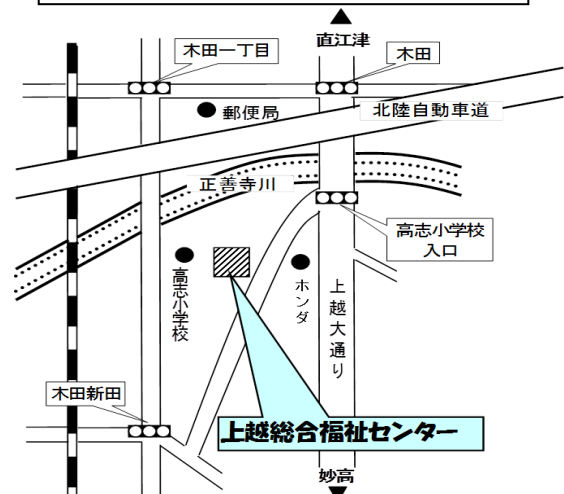 直江津
木田一丁目
木田
郵便局
北陸自動車道
正善寺川
高志小学校
入口
高志小学校
ホンダ
上越大通り
木田新田
上越総合福祉センター
妙高